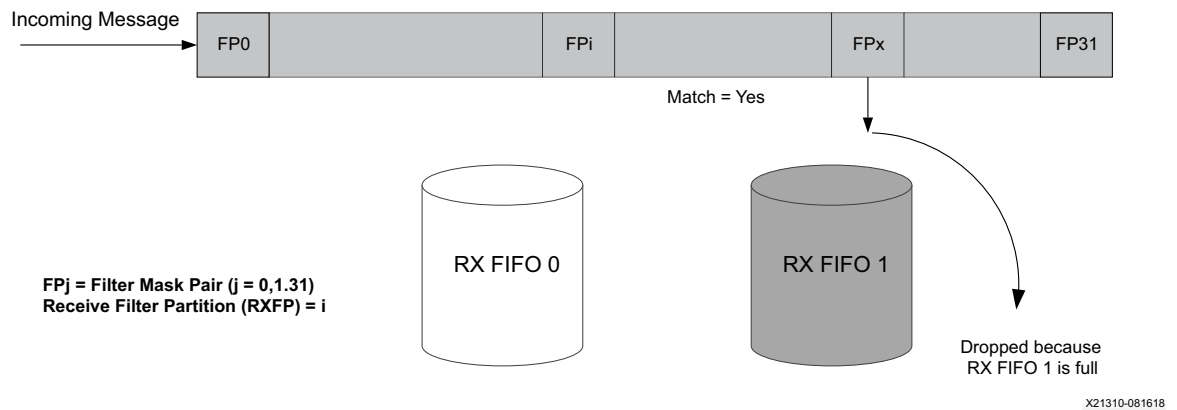 Incoming Message
FP0
FPi
FPx
FP31
Match = Yes
RX FIFO 0
RX FIFO 1
FPj = Filter Mask Pair (j = 0,1.31)
Receive Filter Partition (RXFP) = i
Dropped because
RX FIFO 1 is full
X21310-081618